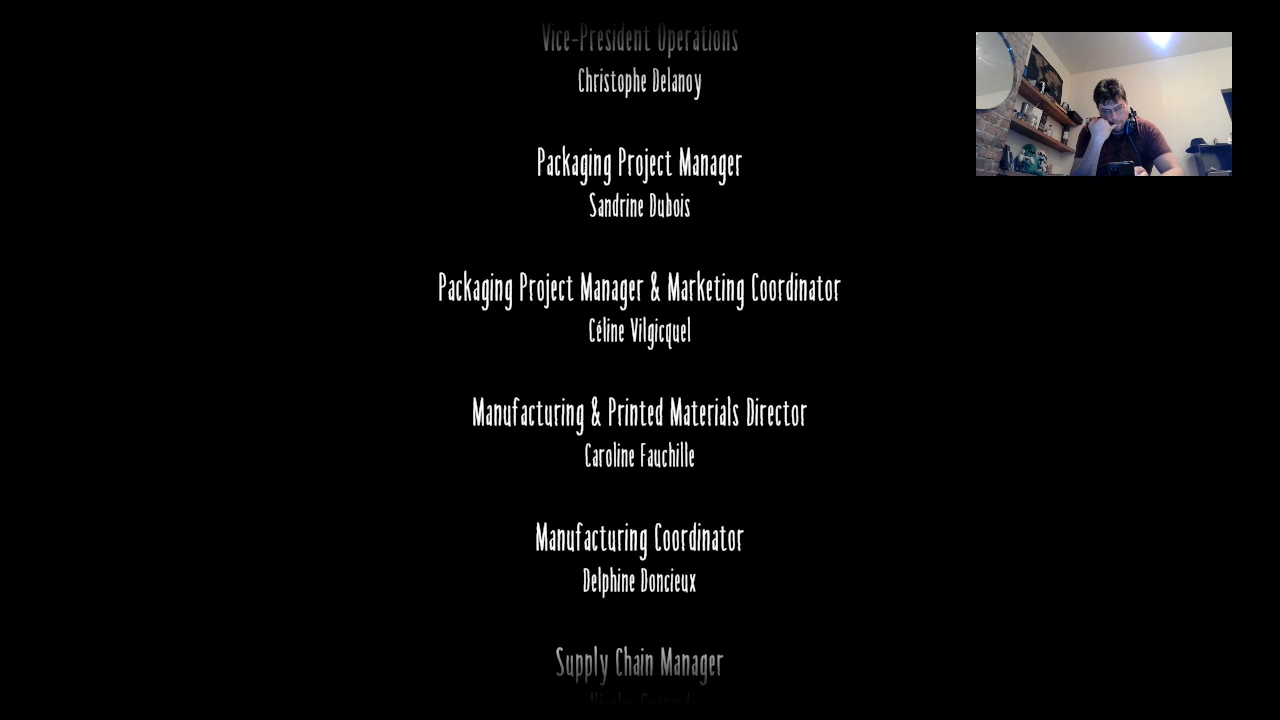 Vice-President Operations
Christophe Delanoy
Packaging Project Manager
Sandrine Dubois
Packaging Project Manager & Marketing Coordinator
Céline Vilgicquel
Manufacturing & Printed Materials Director
Caroline Fauchille
Manufacturing Coordinator
Delphine Doncieux
Supply Chain Manager